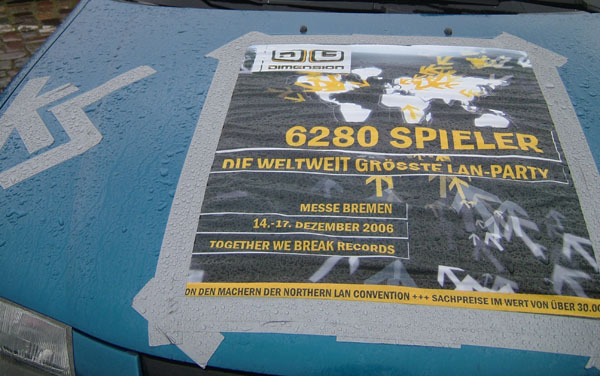 DIMENSION
6280 SPIELER
DIE WELTWEIT GRÖSSTE LAN-PARTY
MESSE BREMEN
14.-17. DEZEMBER 2006
TOGETHER WE BREAK RECORDS
ON DEN MACHERN DER NORTHERN LAN CONVENTION +++ SACHPREISE IM WERT VON ÜBER 30.00